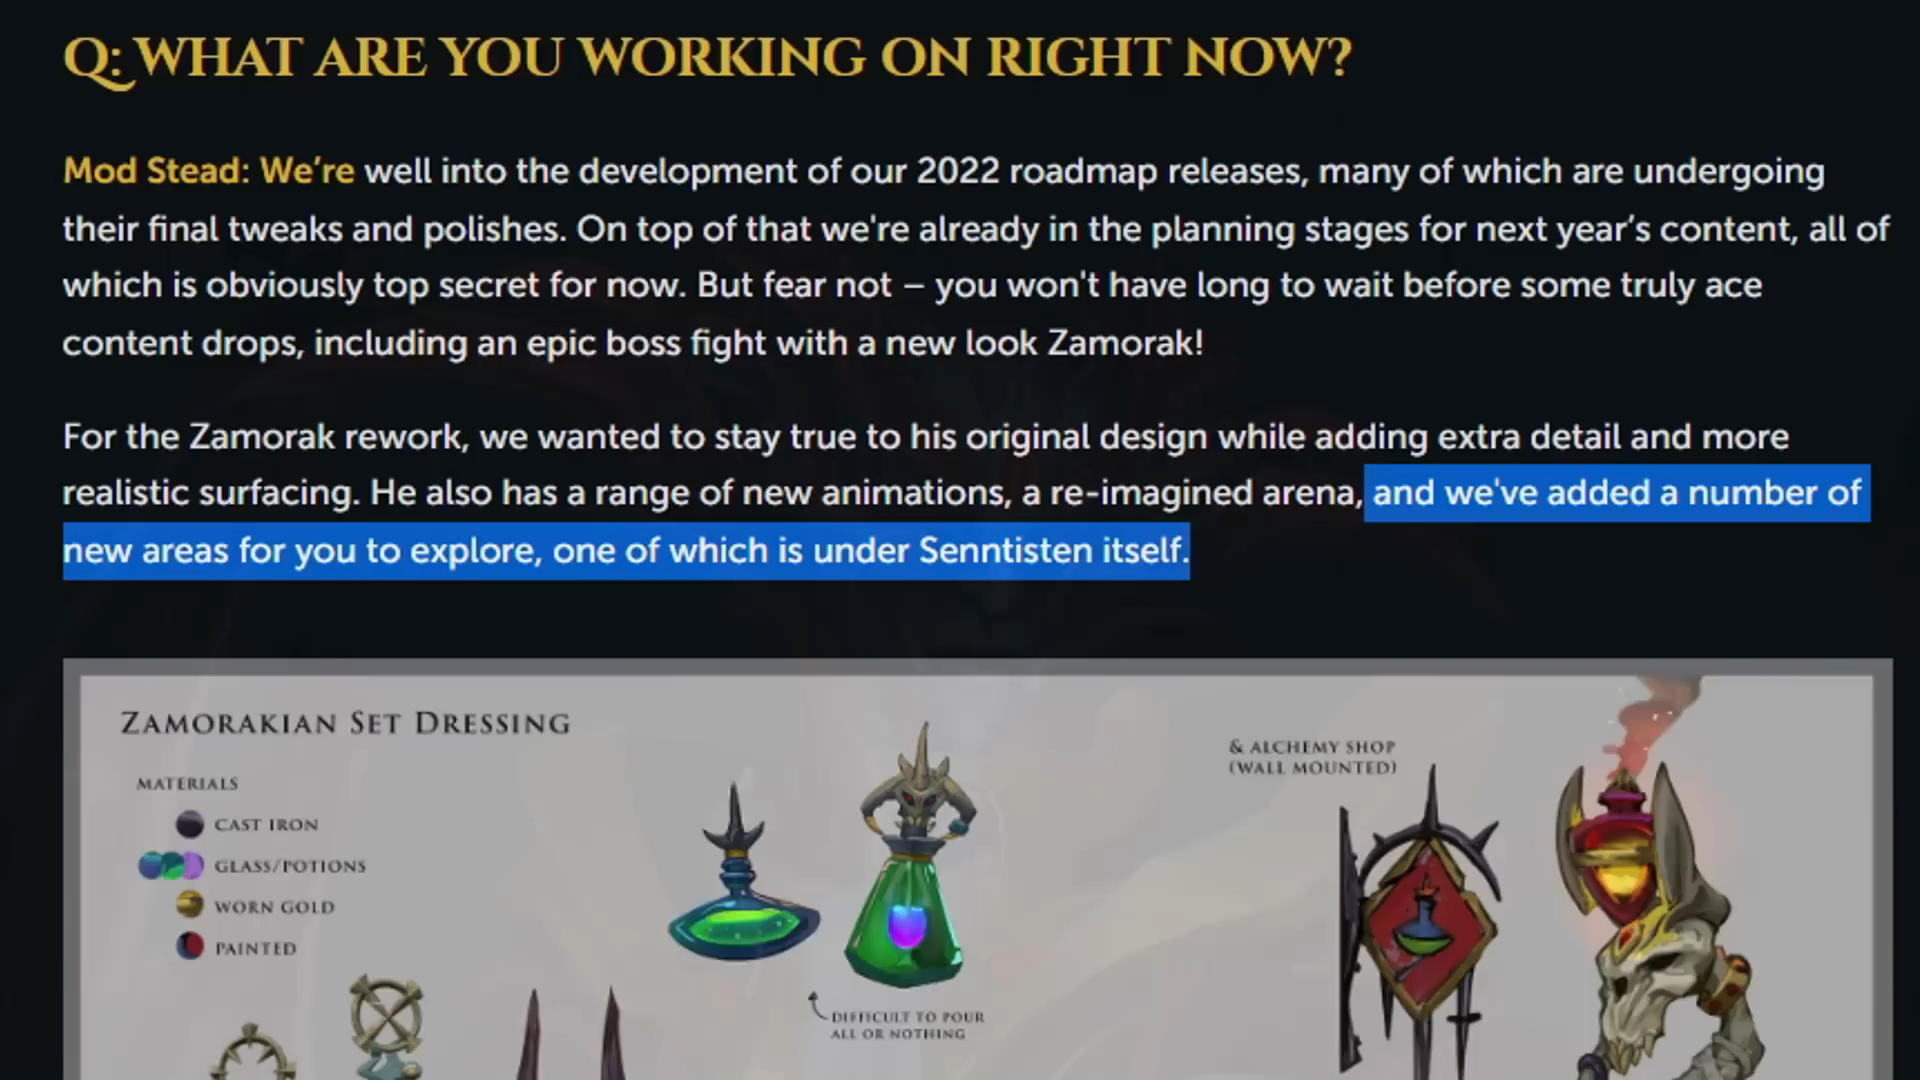 Q: WHAT ARE YOU WORKING ON RIGHT NOW?
Mod Stead: We’re well into the development of our 2022 roadmap releases, many of which are undergoing
their final tweaks and polishes. On top of that we're already in the planning stages for next year’s content, all of
which is obviously top secret for now. But fear not – you won't have long to wait before some truly ace
content drops, including an epic boss fight with a new look Zamorak!
For the Zamorak rework, we wanted to stay true to his original design while adding extra detail and more
realistic surfacing. He also has a range of new animations, a re-imagined arena, and we've added a number of
new areas for you to explore, one of which is under Senntisten itself.
ZAMORAKIAN SET DRESSING
MATERIALS
CAST IRON
GLASS/POTIONS
WORN GOLD
PAINTED
DIFFICULT TO POUR
ALL OR NOTHING
& ALCHEMY SHOP
(WALL MOUNTED)